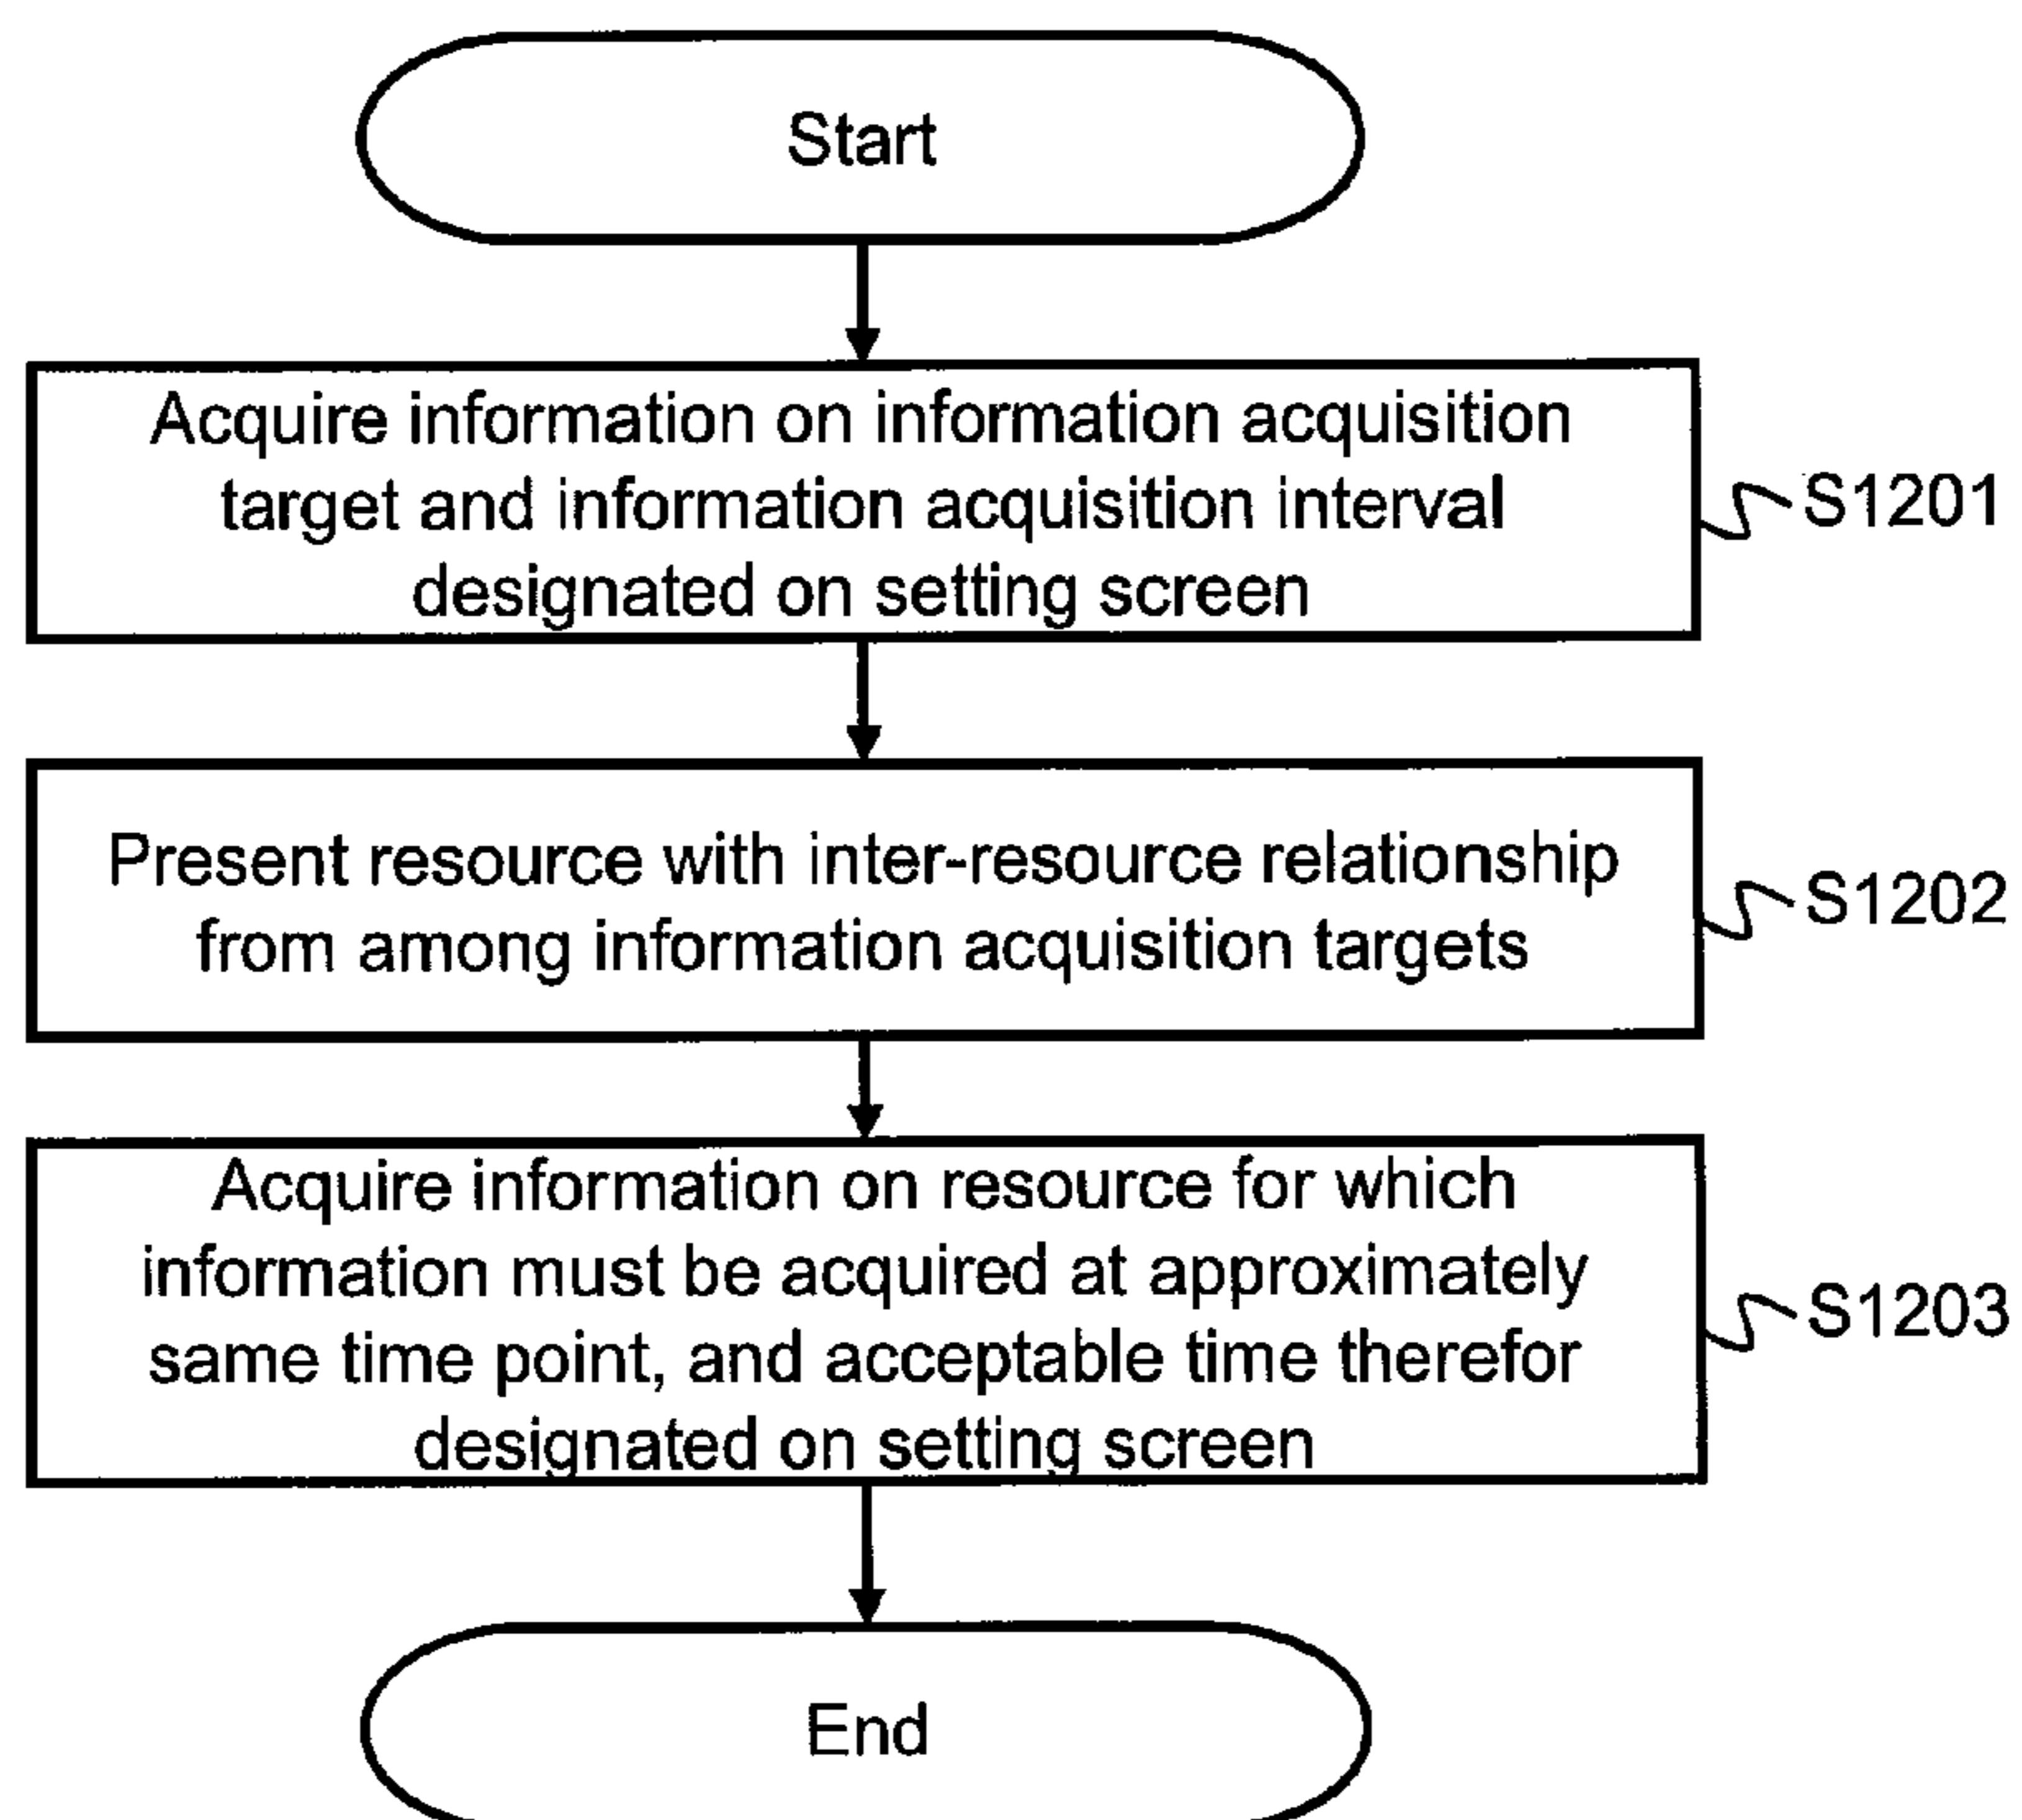 Start
Acquire information on information acquisition
target and information acquisition interval
designated on setting screen
S1201
Present resource with inter-resource relationship
from among information acquisition targets
S1202
Acquire information on resource for which
information must be acquired at approximately
same time point, and acceptable time therefor
designated on setting screen
S1203
End